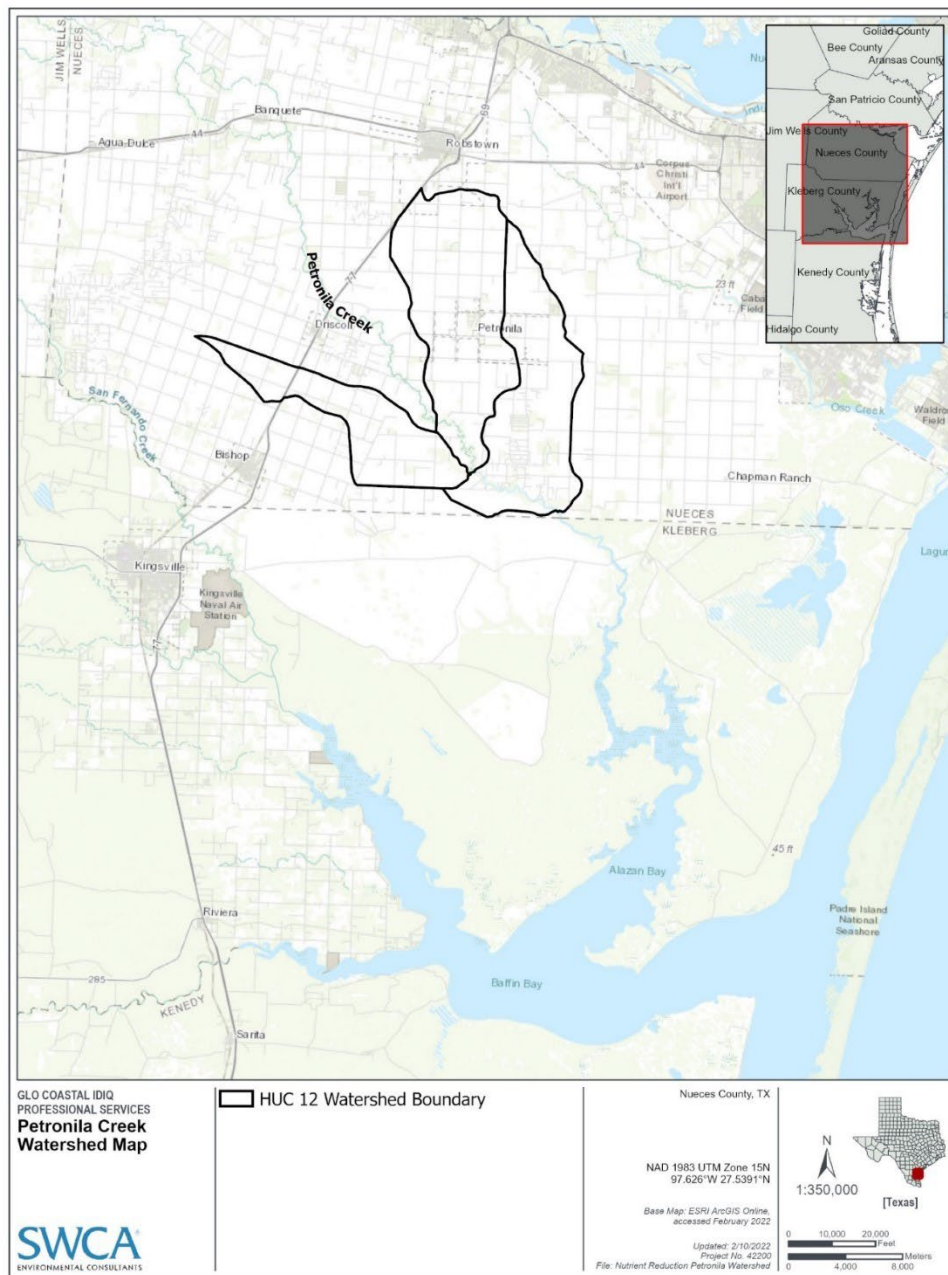 JIM WELLS
NUECES
Banquete
Agua Dulce
44
69
Robstown
44
Corpus
Christi
Int'l
Airport
77
Petronila Creek
Driscoll
Petronila
23 ft
San Fernando
Creek
Bishop
Oso Creek
Chapman Ranch
NUECES
KLEBERG
Kingsville
Kingsville
Naval Air
Station
77
Alazan Bay
45 ft
Padre Island
National
Seashore
Riviera
285
Baffin Bay
KENEDY
Sarita
Goliad County
Bee County
Aransas County
San Patricio County
Jim Wells County
Nueces County
Kleberg County
Kenedy County
Hidalgo County
GLO COASTAL IDIQ
PROFESSIONAL SERVICES
Petronila Creek
Watershed Map
SWCA
ENVIRONMENTAL CONSULTANTS
HUC 12 Watershed Boundary
Nueces County, TX
NAD 1983 UTM Zone 15N
97.626°W 27.5391°N
Base Map: ESRI ArcGIS Online,
accessed February 2022
Updated: 2/10/2022
Project No. 42200
File: Nutrient Reduction Petronila Watershed
N
1:350,000
[Texas]
0 10,000 20,000
Feet
Meters
0 4,000 8,000